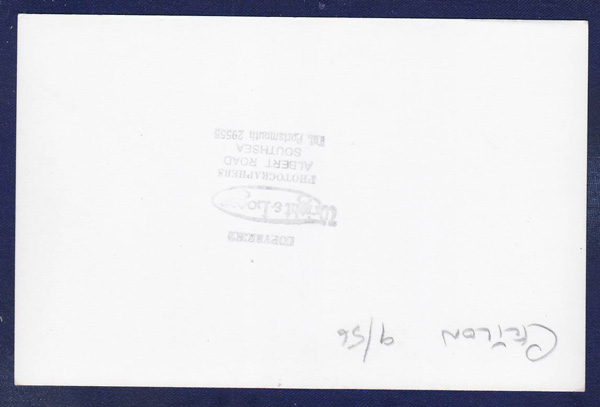 CEYLON 9/56
COPYRIGHT
Wright & Logan
PHOTOGRAPHERS
ALBERT ROAD
SOUTHSEA
Tel. Portsmouth 29555